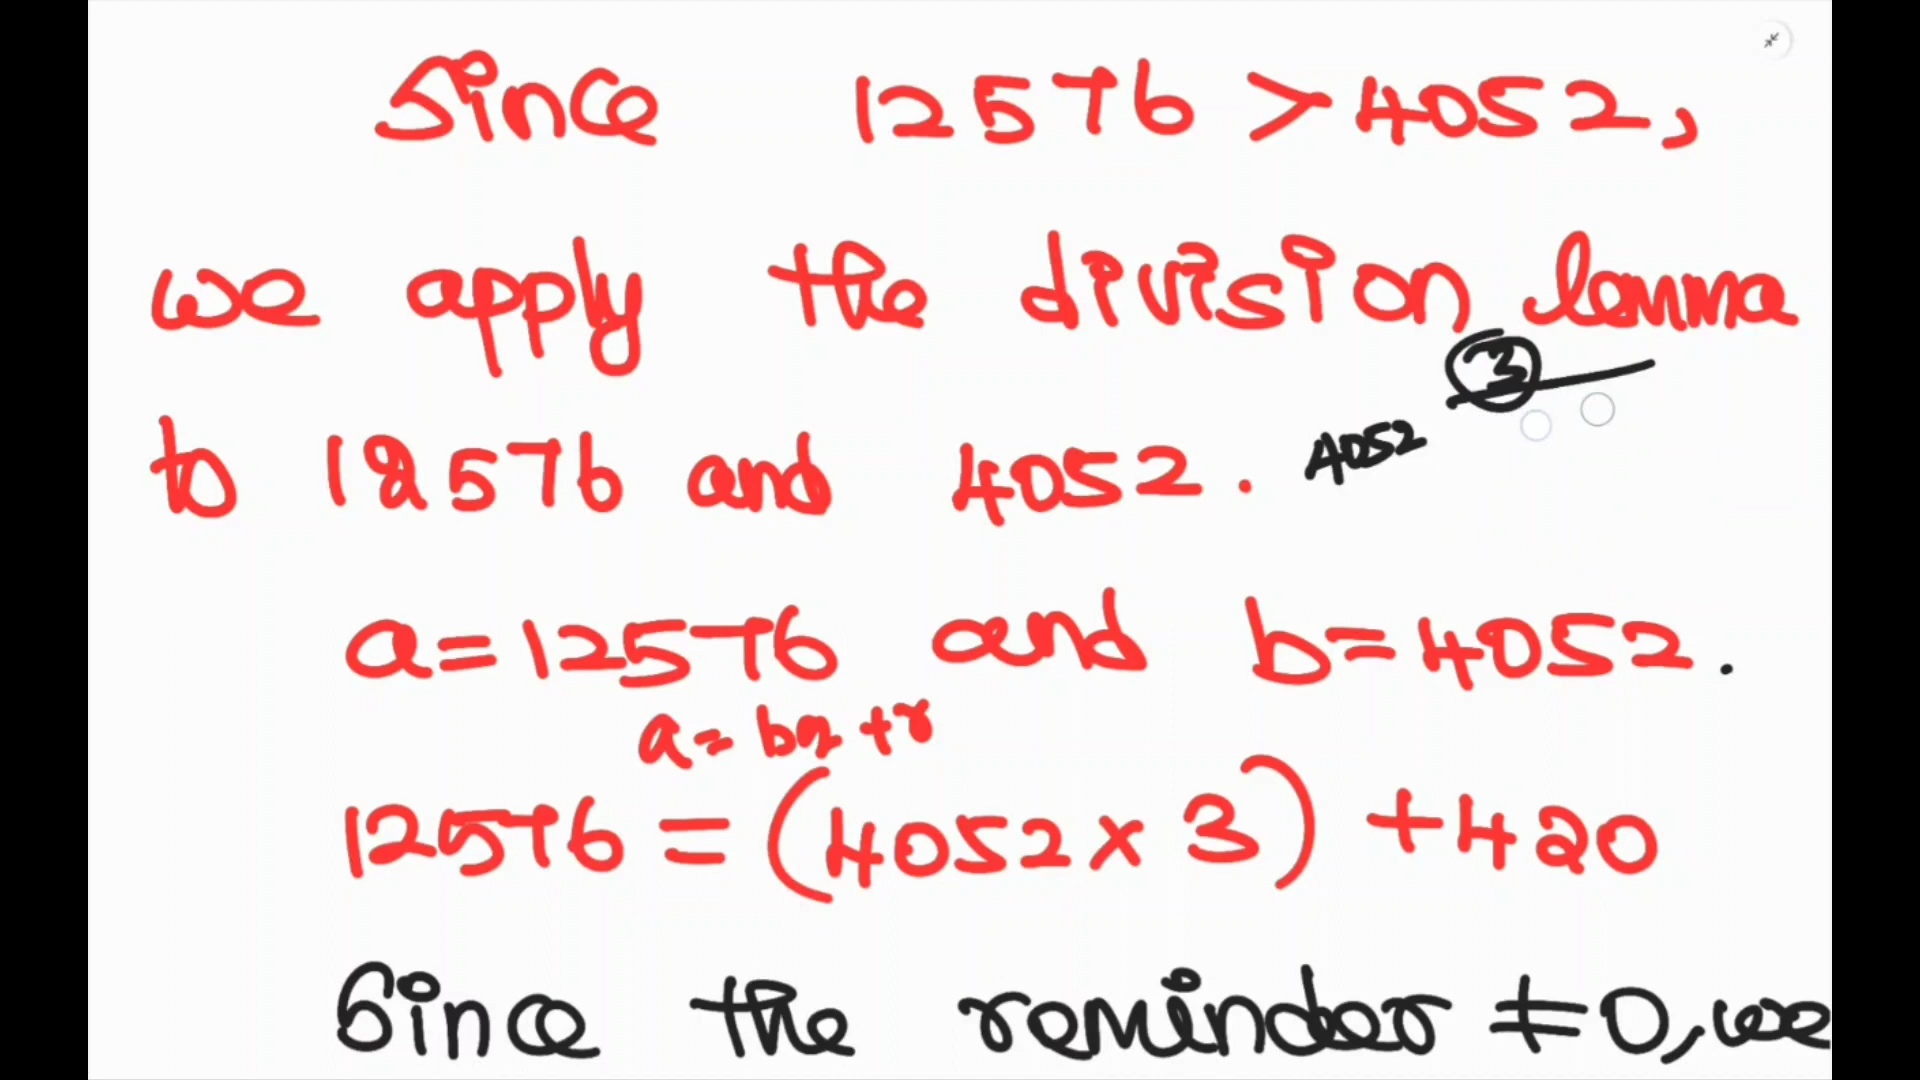 Since 12576 > 4052,
we apply the division lemma
3
to 12576 and 4052. 4052
a=12576 and b=4052.
a= bq +r
12576 = (4052 × 3) + 420
Since the reminder ≠ 0, we